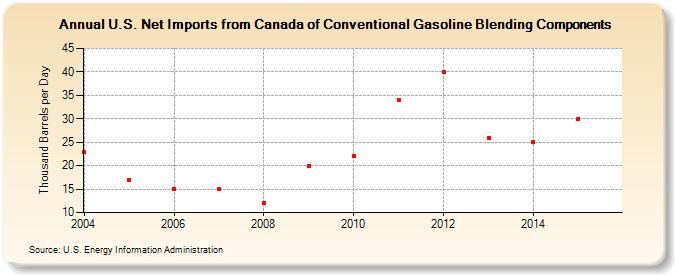 Annual U.S. Net Imports from Canada of Conventional Gasoline Blending Components
Thousand Barrels per Day
45
40
35
30
25
20
15
10
2004 2006 2008 2010 2012 2014
Source: U.S. Energy Information Administration